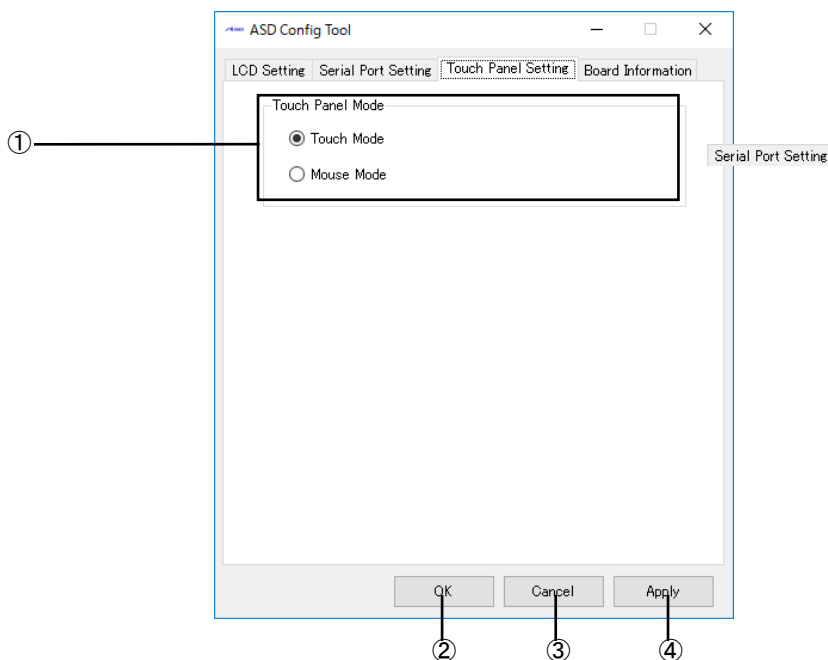 ASD Config Tool
LCD Setting Serial Port Setting Touch Panel Setting Board Information
Touch Panel Mode
①
Touch Mode
Serial Port Setting
Mouse Mode
OK Cancel Apply
② ③ ④